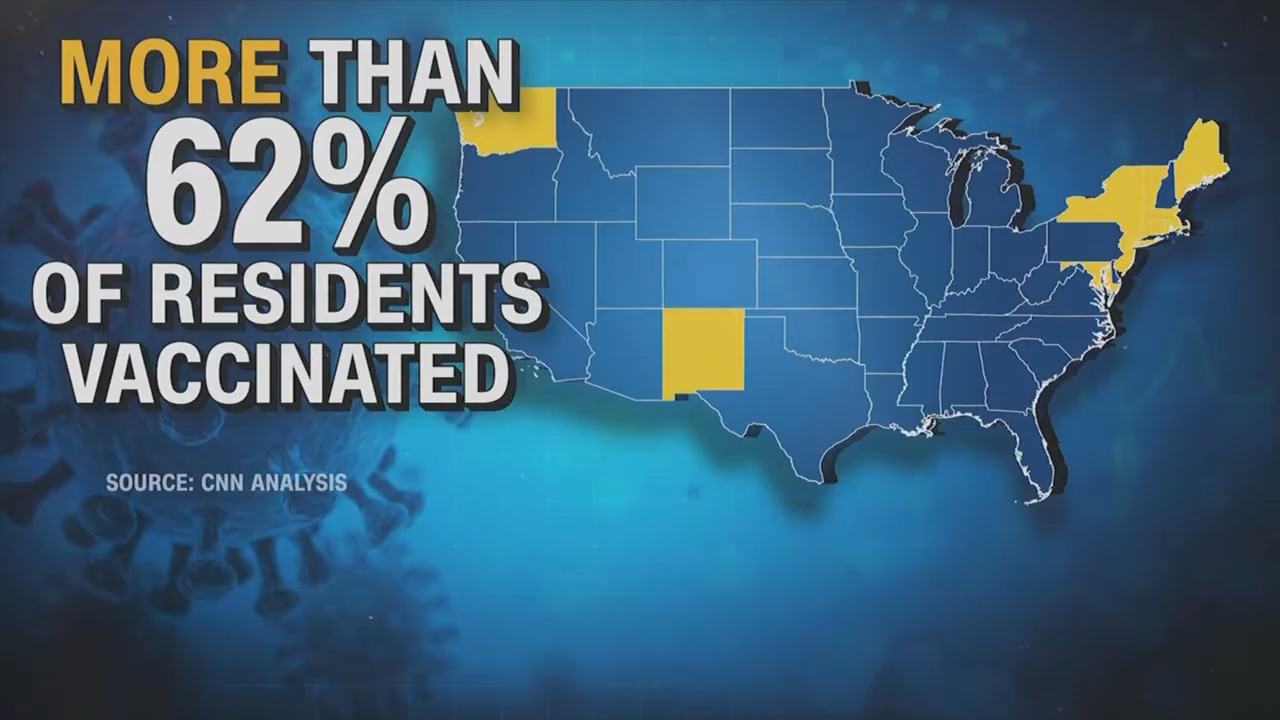 MORE THAN
62%
OF RESIDENTS
VACCINATED
SOURCE: CNN ANALYSIS